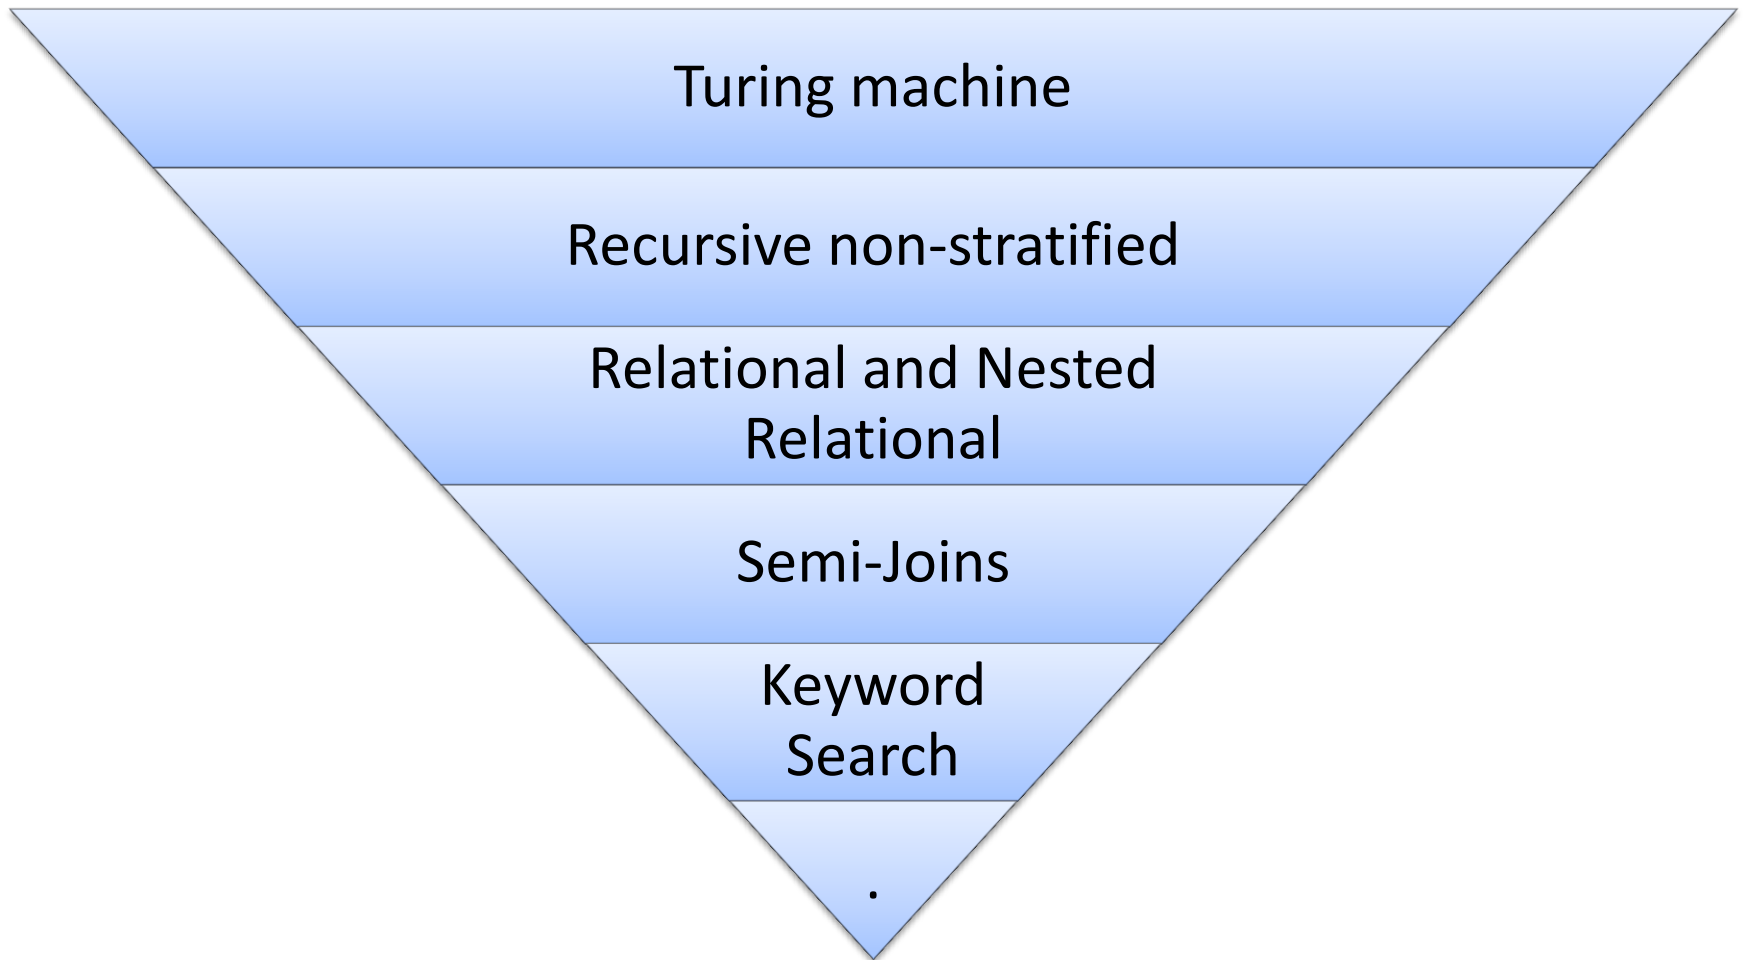 Turing machine
Recursive non-stratified
Relational and Nested
Relational
Semi-Joins
Keyword
Search
.